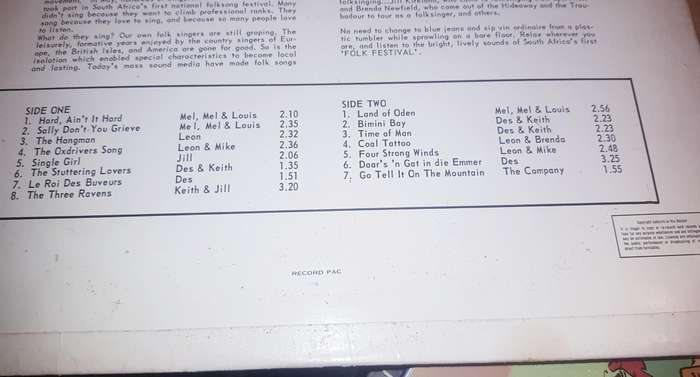 took part in South Africa's first national folksong festival. Many
didn't sing because they want to climb professional ranks. They
sang because they love to sing, and because so many people love
to listen.
What do they sing? Our own folk singers are still groping. The
leisurely, formative years enjoyed by the country singers of Eur-
ope, the British Isles, and America are gone for good. So is the
isolation which enabled special characteristics to become local
and lasting. Today's mass sound media have made folk songs
and Brenda Newfield, who came out of the Hideaway and the Trou-
badour to tour as a folksinger, and others.
No need to change to blue jeans and sip vin ordinaire from a plas-
tic tumbler while sprawling on a bare floor. Relax wherever you
are, and listen to the bright, lively sounds of South Africa's first
'FOLK FESTIVAL'.
SIDE ONE
1. Hard, Ain't It Hard Mel, Mel & Louis 2.10
2. Sally Don't You Grieve Mel, Mel & Louis 2.35
3. The Hangman Leon 2.32
4. The Oxdrivers Song Leon & Mike 2.36
5. Single Girl Jill 2.06
6. The Stuttering Lovers Des & Keith 1.35
7. Le Roi Des Buveurs Des 1.51
8. The Three Ravens Keith & Jill 3.20
SIDE TWO
1. Land of Oden Mel, Mel & Louis 2.56
2. Bimini Bay Des & Keith 2.23
3. Time of Man Des & Keith 2.23
4. Coal Tattoo Leon & Brenda 2.30
5. Four Strong Winds Leon & Mike 2.48
6. Daar's 'n Gat in die Emmer Des 3.25
7. Go Tell It On The Mountain The Company 1.55
RECORD PAC